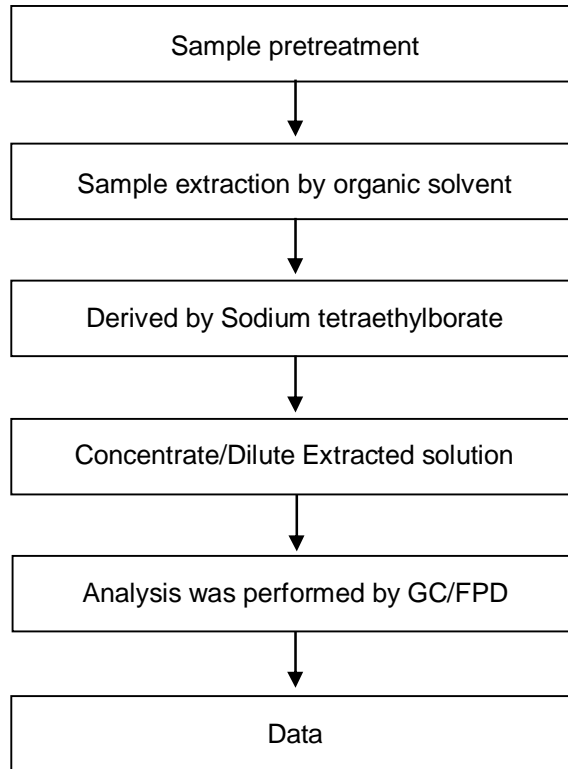 Sample pretreatment
Sample extraction by organic solvent
Derived by Sodium tetraethylborate
Concentrate/Dilute Extracted solution
Analysis was performed by GC/FPD
Data